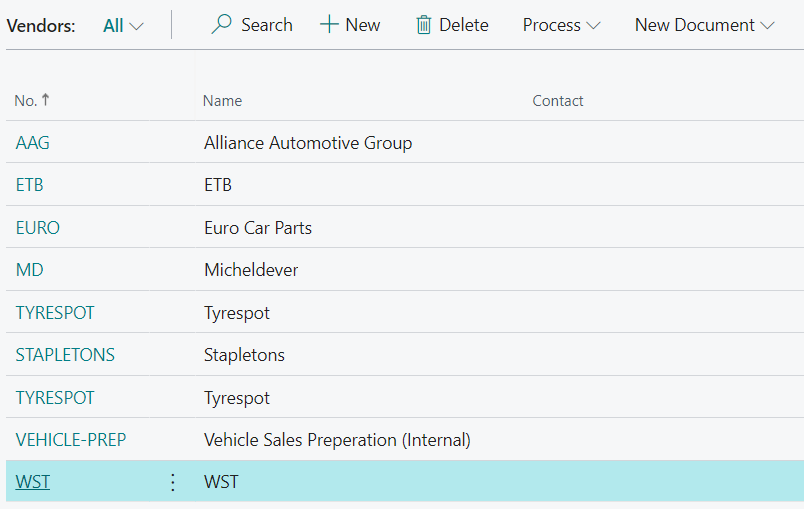 Vendors: All Search New Delete Process New Document
No. ↑ Name Contact
AAG Alliance Automotive Group
ETB ETB
EURO Euro Car Parts
MD Micheldever
TYRESPOT Tyrespot
STAPLETONS Stapletons
TYRESPOT Tyrespot
VEHICLE-PREP Vehicle Sales Preperation (Internal)
WST WST